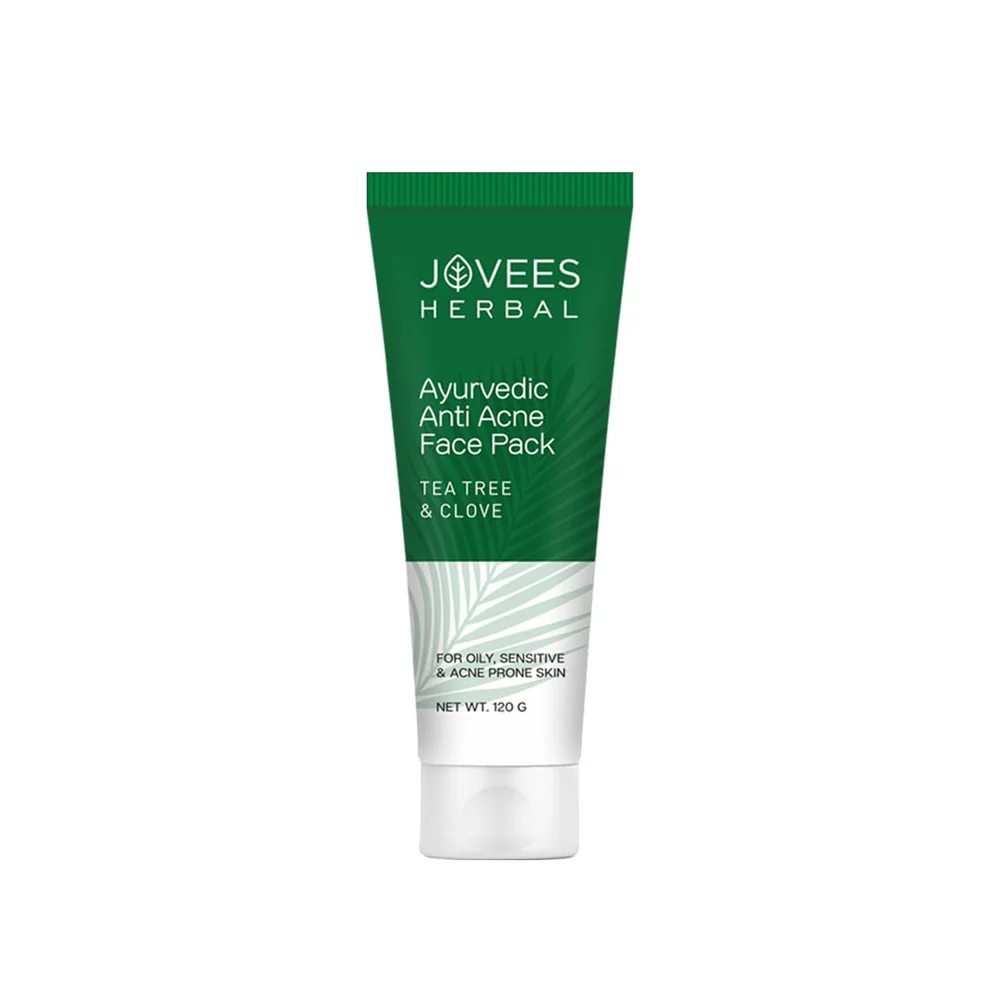 JOVEES
HERBAL
Ayurvedic
Anti Acne
Face Pack
TEA TREE
& CLOVE
FOR OILY, SENSITIVE
& ACNE PRONE SKIN
NET WT. 120 G